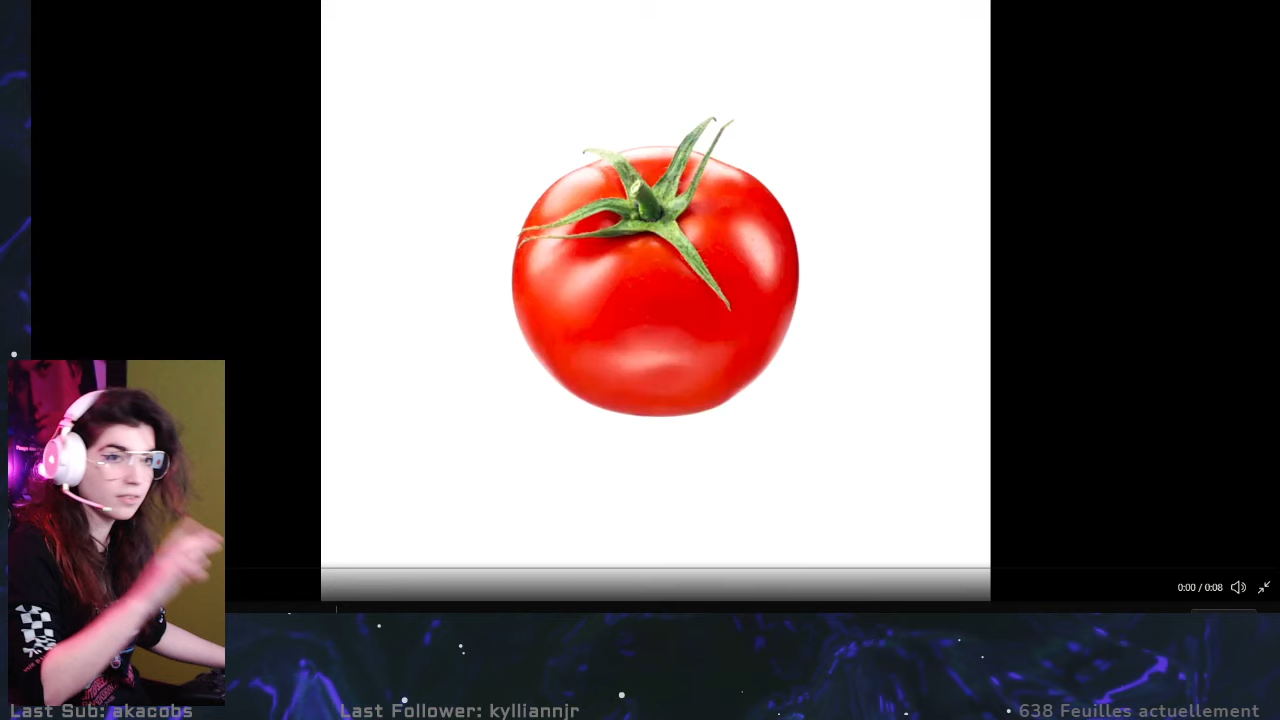 0:00 / 0:08
Last Sub: akacobs
Last Follower: kylliannjr
638 Feuilles actuellement